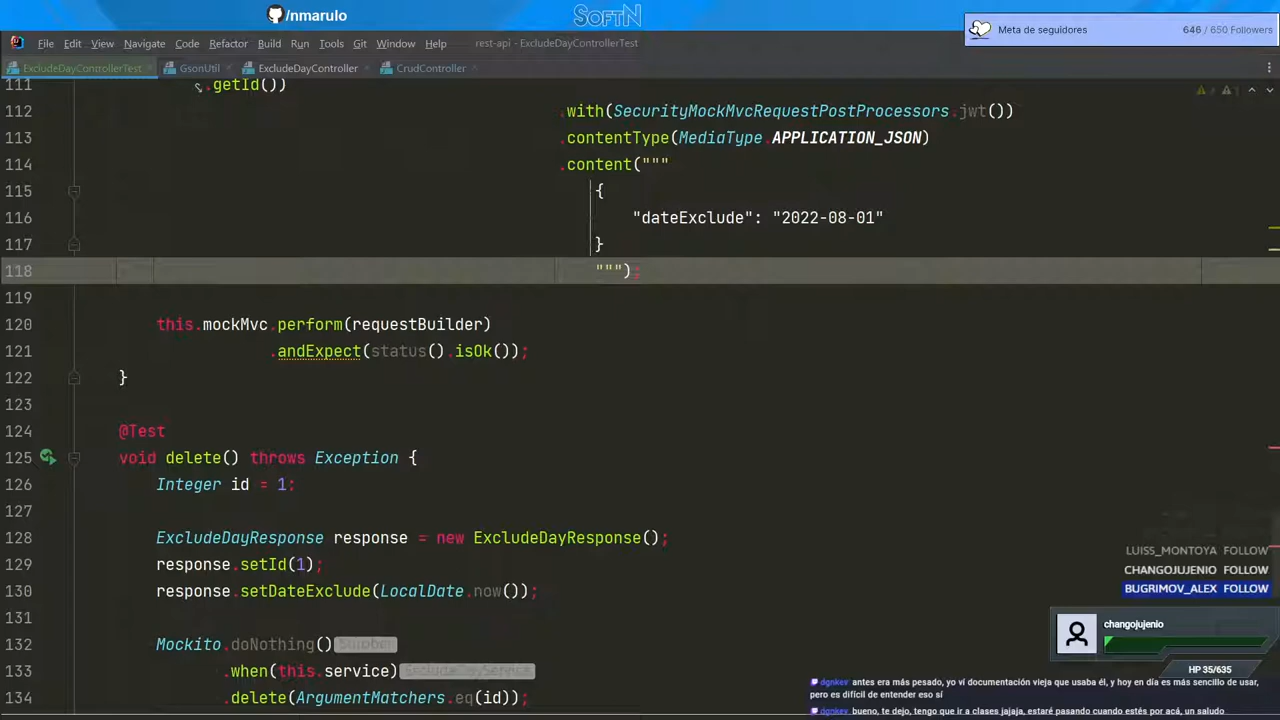 /nmarulo
SoftN
Meta de seguidores
646 / 650 Followers
File Edit View Navigate Code Refactor Build Run Tools Git Window Help rest-api - ExcludeDayControllerTest
ExcludeDayControllerTest GsonUtil ExcludeDayController CrudController
111 .getId())
112 .with(SecurityMockMvcRequestPostProcessors.jwt())
113 .contentType(MediaType.APPLICATION_JSON)
114 .content("""
115 {
116 "dateExclude": "2022-08-01"
117 }
118 """);
119
120 this.mockMvc.perform(requestBuilder)
121 .andExpect(status().isOk());
122 }
123
124 @Test
125 void delete() throws Exception {
126 Integer id = 1;
127
128 ExcludeDayResponse response = new ExcludeDayResponse();
129 response.setId(1);
130 response.setDateExclude(LocalDate.now());
131
132 Mockito.doNothing() Stubber
133 .when(this.service) ExcludeDayService
134 .delete(ArgumentMatchers.eq(id));
LUISS_MONTOYA FOLLOW
CHANGOJUJENIO FOLLOW
BUGRIMOV_ALEX FOLLOW
changojujenio
HP 35/635
dgnkev antes era más pesado, yo vi documentación vieja que usaba él, y hoy en día es más sencillo de usar,
pero es difícil de entender eso sí
dgnkev bueno, te dejo, tengo que ir a clases jajaja, estaré pasando cuando estés por acá, un saludo